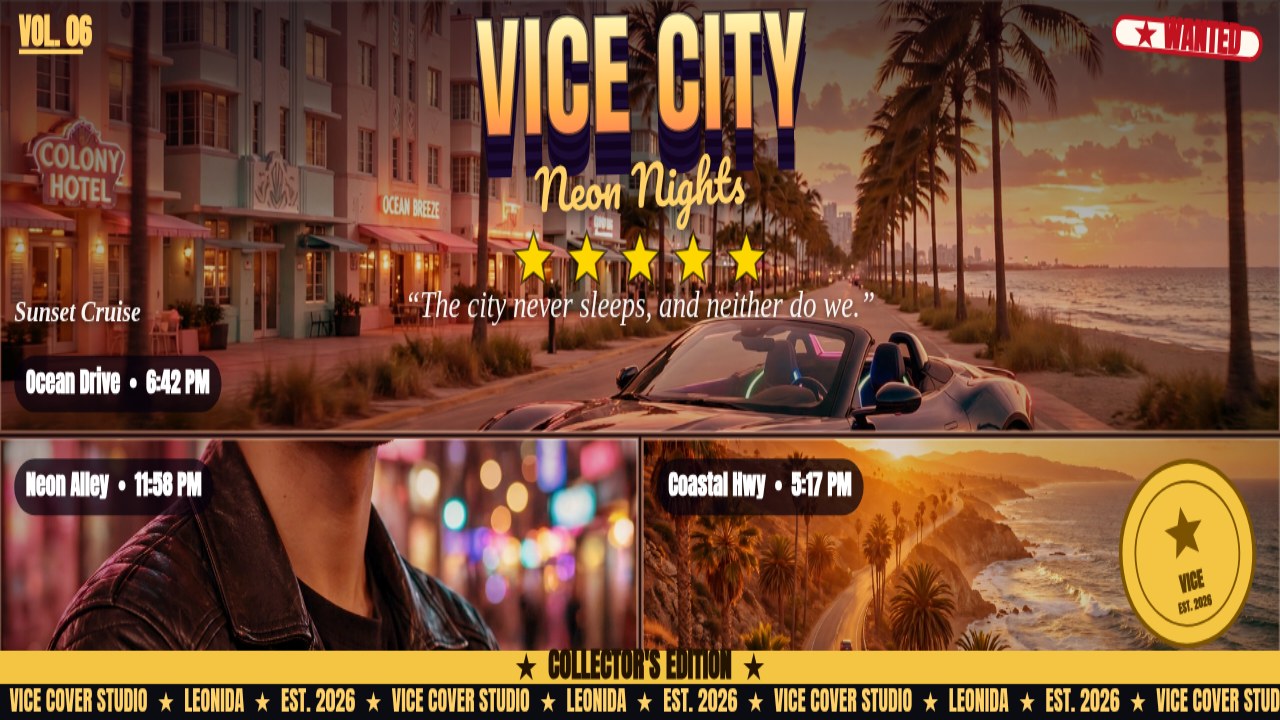 VOL. 06
VICE CITY
★ WANTED
Neon Nights
COLONY
HOTEL
OCEAN BREEZE
★ ★ ★ ★ ★
“The city never sleeps, and neither do we.”
Sunset Cruise
Ocean Drive • 6:42 PM
Neon Alley • 11:58 PM
Coastal Hwy • 5:17 PM
★
VICE
EST. 2026
★ COLLECTOR'S EDITION ★
VICE COVER STUDIO ★ LEONIDA ★ EST. 2026 ★ VICE COVER STUDIO ★ LEONIDA ★ EST. 2026 ★ VICE COVER STUDIO ★ LEONIDA ★ EST. 2026 ★ VICE COVER STUD